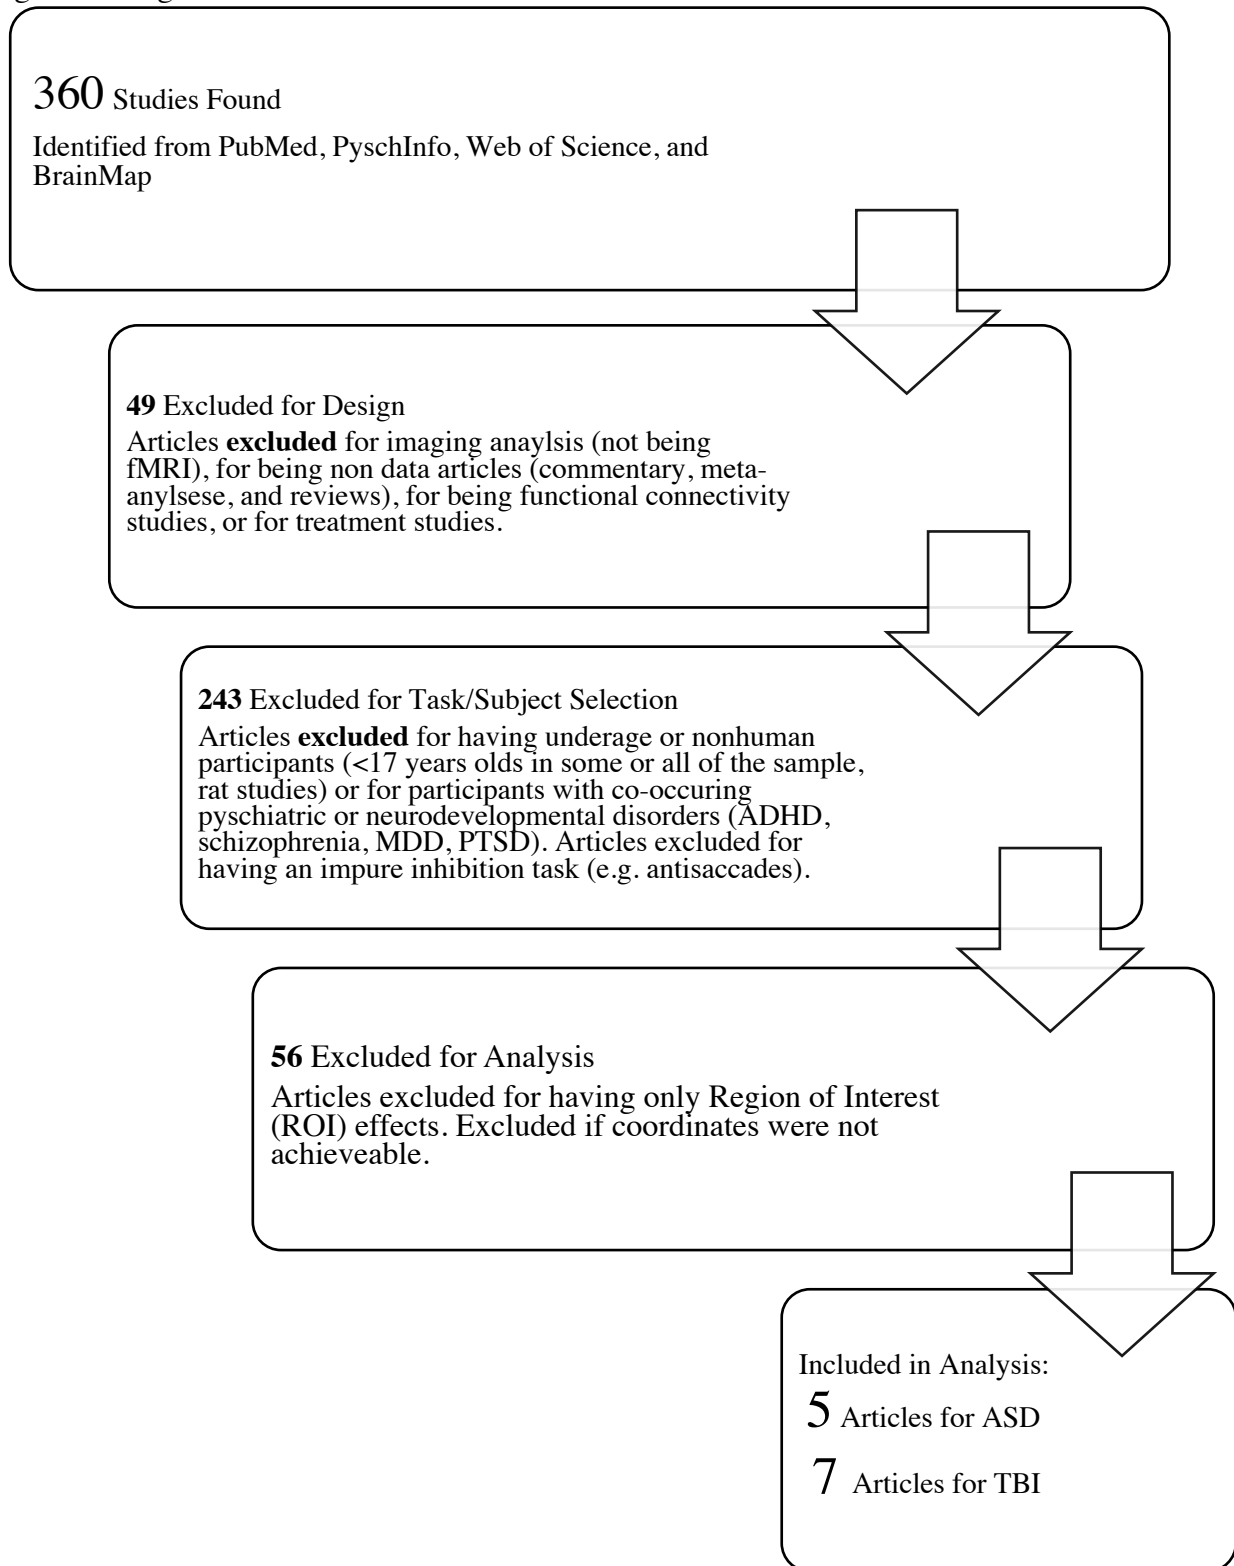 360 Studies Found
Identified from PubMed, PyschInfo, Web of Science, and
BrainMap
49 Excluded for Design
Articles excluded for imaging anaylsis (not being
fMRI), for being non data articles (commentary, meta-
anylsese, and reviews), for being functional connectivity
studies, or for treatment studies.
243 Excluded for Task/Subject Selection
Articles excluded for having underage or nonhuman
participants (<17 years olds in some or all of the sample,
rat studies) or for participants with co-occuring
pyschiatric or neurodevelopmental disorders (ADHD,
schizophrenia, MDD, PTSD). Articles excluded for
having an impure inhibition task (e.g. antisaccades).
56 Excluded for Analysis
Articles excluded for having only Region of Interest
(ROI) effects. Excluded if coordinates were not
achieveable.
Included in Analysis:
5 Articles for ASD
7 Articles for TBI